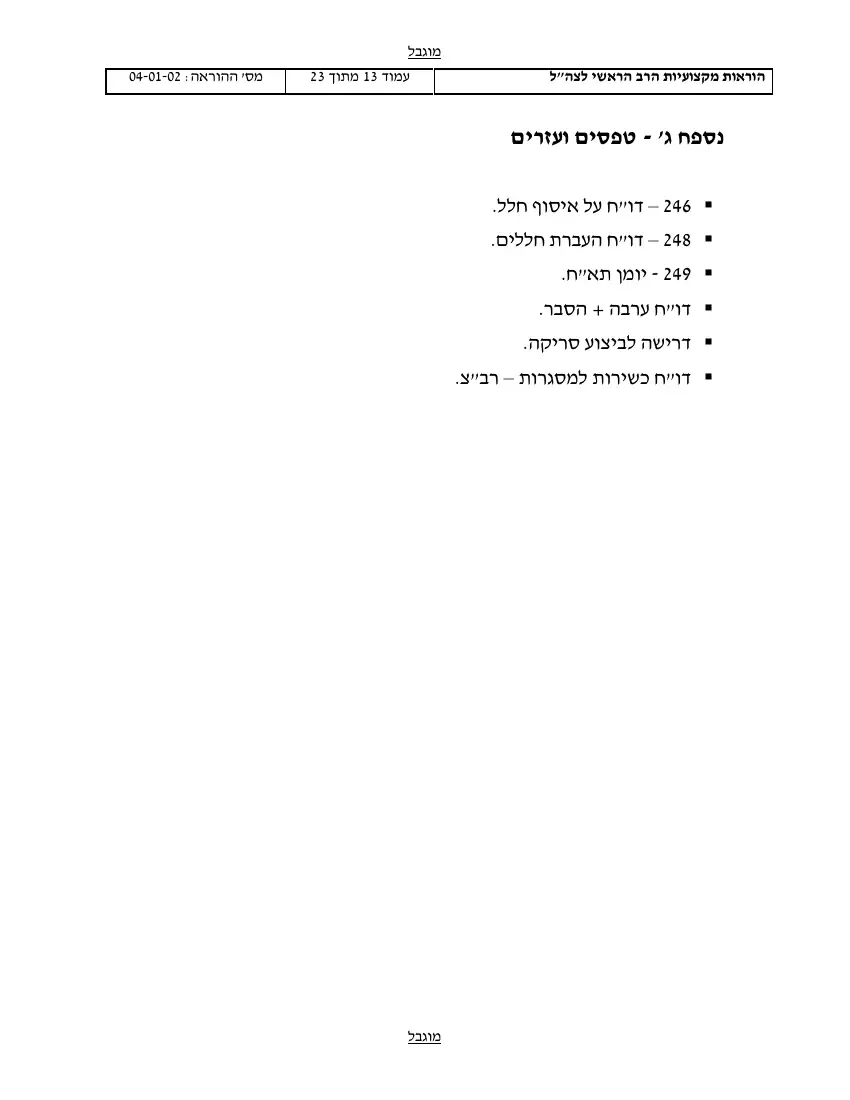 מוגבל
הוראות מקצועיות הרב הראשי לצה"ל עמוד 13 מתוך 23 מס' ההוראה: 04-01-02
נספח ג' - טפסים ועזרים
▪ 246 – דו"ח על איסוף חלל.
▪ 248 – דו"ח העברת חללים.
▪ 249 - יומן תא"ח.
▪ דו"ח ערבה + הסבר.
▪ דרישה לביצוע סריקה.
▪ דו"ח כשירות למסגרות – רב"צ.
מוגבל